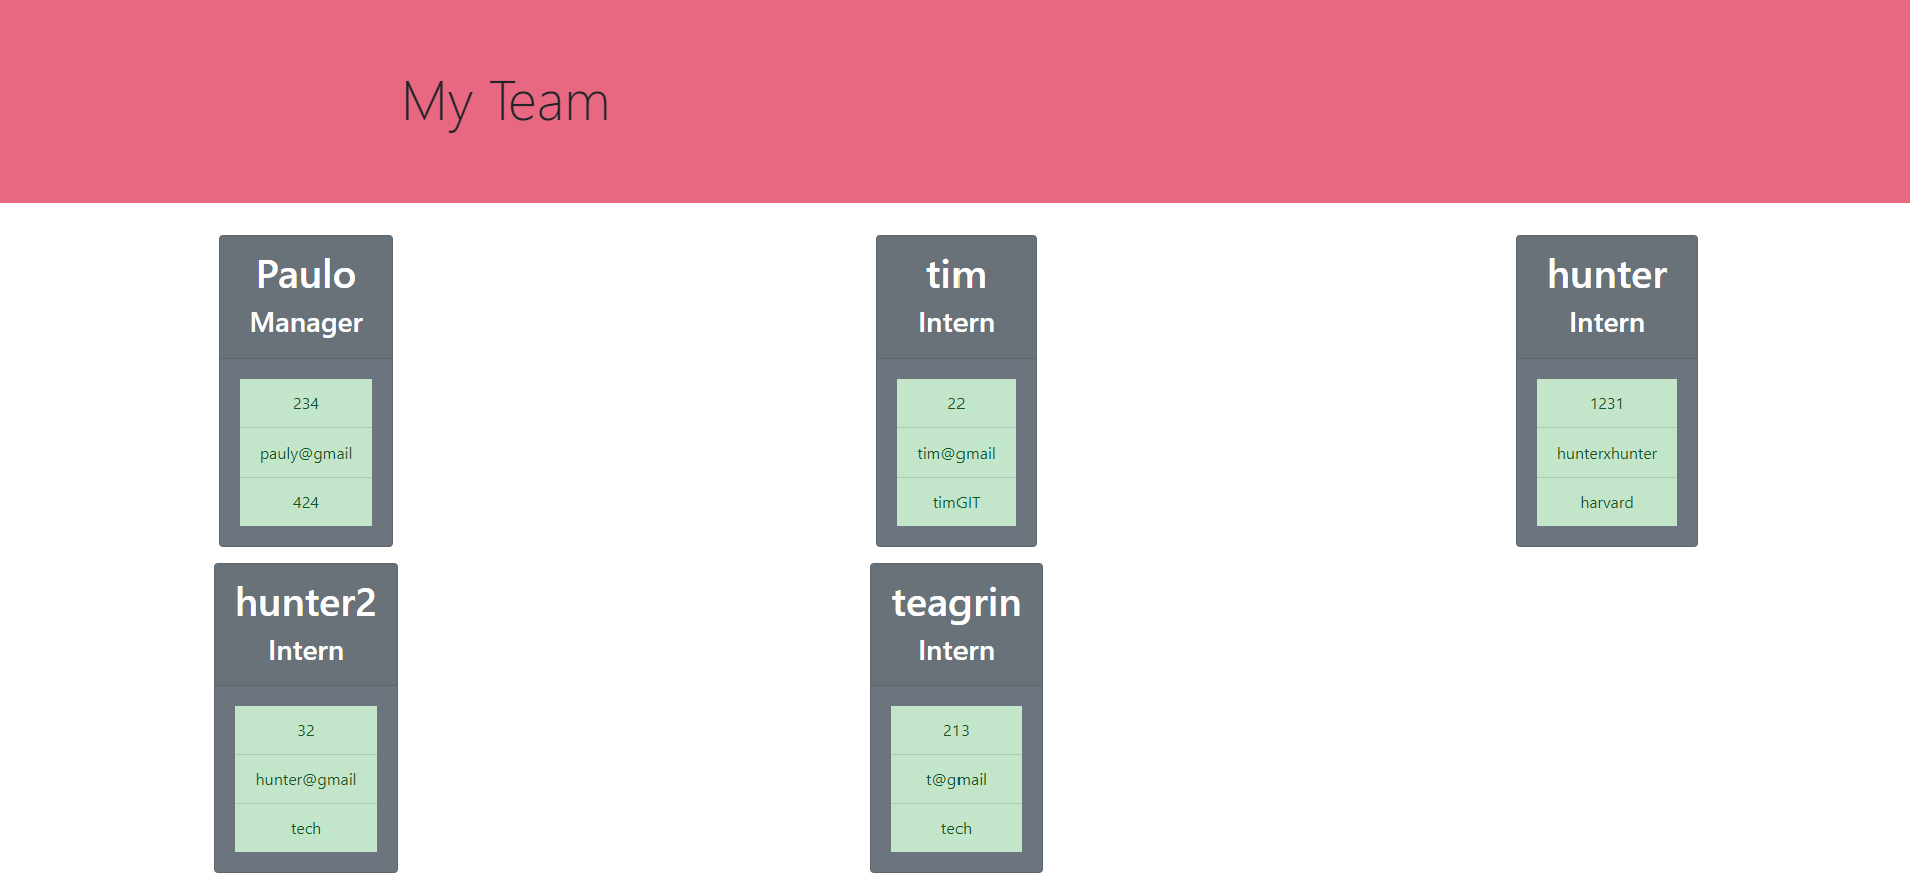 My Team
Paulo
Manager
234
pauly@gmail
424
tim
Intern
22
tim@gmail
timGIT
hunter
Intern
1231
hunterxhunter
harvard
hunter2
Intern
32
hunter@gmail
tech
teagrin
Intern
213
t@gmail
tech